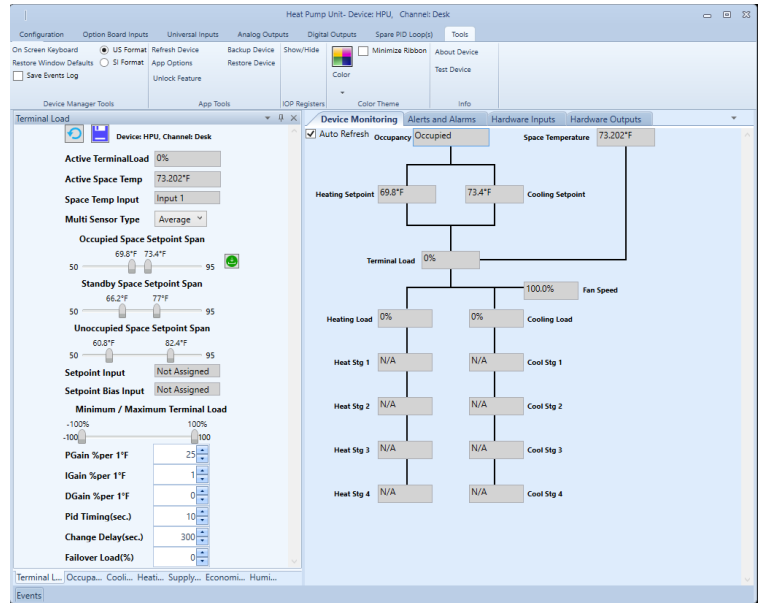 Heat Pump Unit- Device: HPU,   Channel: Desk
Configuration Option Board Inputs Universal Inputs Analog Outputs Digital Outputs Spare PID Loop(s) Tools
On Screen Keyboard US Format Refresh Device Backup Device Show/Hide Minimize Ribbon About Device
Restore Window Defaults SI Format App Options Restore Device Test Device
Save Events Log Unlock Feature Color
Device Manager Tools App Tools IOP Registers Color Theme Info
Terminal Load
Device: HPU, Channel: Desk
Active TerminalLoad 0%
Active Space Temp 73.202°F
Space Temp Input Input 1
Multi Sensor Type Average
Occupied Space Setpoint Span
69.8°F 73.4°F
50 95
Standby Space Setpoint Span
66.2°F 77°F
50 95
Unoccupied Space Setpoint Span
60.8°F 82.4°F
50 95
Setpoint Input Not Assigned
Setpoint Bias Input Not Assigned
Minimum / Maximum Terminal Load
-100% 100%
-100 100
PGain %per 1°F 25
IGain %per 1°F 1
DGain %per 1°F 0
Pid Timing(sec.) 10
Change Delay(sec.) 300
Failover Load(%) 0
Terminal L... Occupa... Cooli... Heati... Supply... Economi... Humi...
Device Monitoring Alerts and Alarms Hardware Inputs Hardware Outputs
Auto Refresh Occupancy Occupied Space Temperature 73.202°F
Heating Setpoint 69.8°F 73.4°F Cooling Setpoint
Terminal Load 0%
100.0% Fan Speed
Heating Load 0% 0% Cooling Load
Heat Stg 1 N/A N/A Cool Stg 1
Heat Stg 2 N/A N/A Cool Stg 2
Heat Stg 3 N/A N/A Cool Stg 3
Heat Stg 4 N/A N/A Cool Stg 4
Events